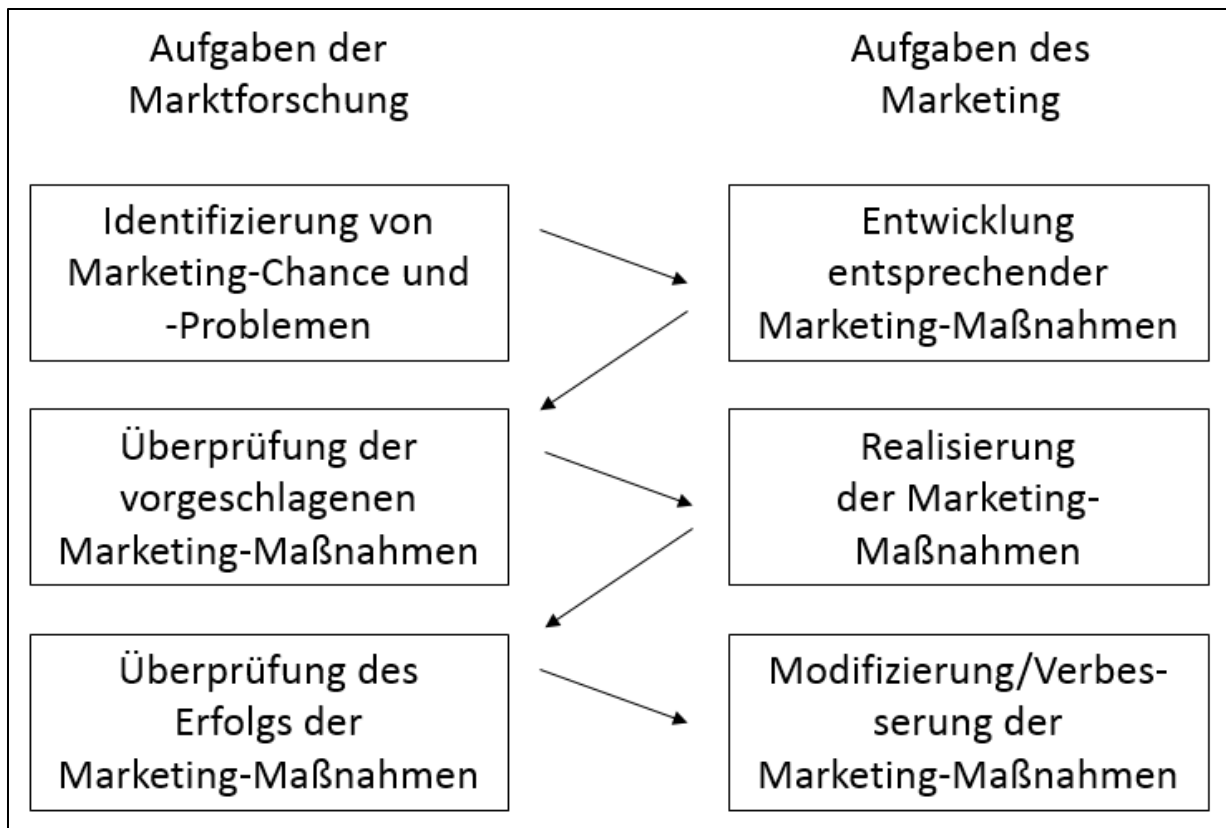 Aufgaben der
Marktforschung
Aufgaben des
Marketing
Identifizierung von
Marketing-Chance und
-Problemen
Entwicklung
entsprechender
Marketing-Maßnahmen
Überprüfung der
vorgeschlagenen
Marketing-Maßnahmen
Realisierung
der Marketing-
Maßnahmen
Überprüfung des
Erfolgs der
Marketing-Maßnahmen
Modifizierung/Verbes-
serung der
Marketing-Maßnahmen